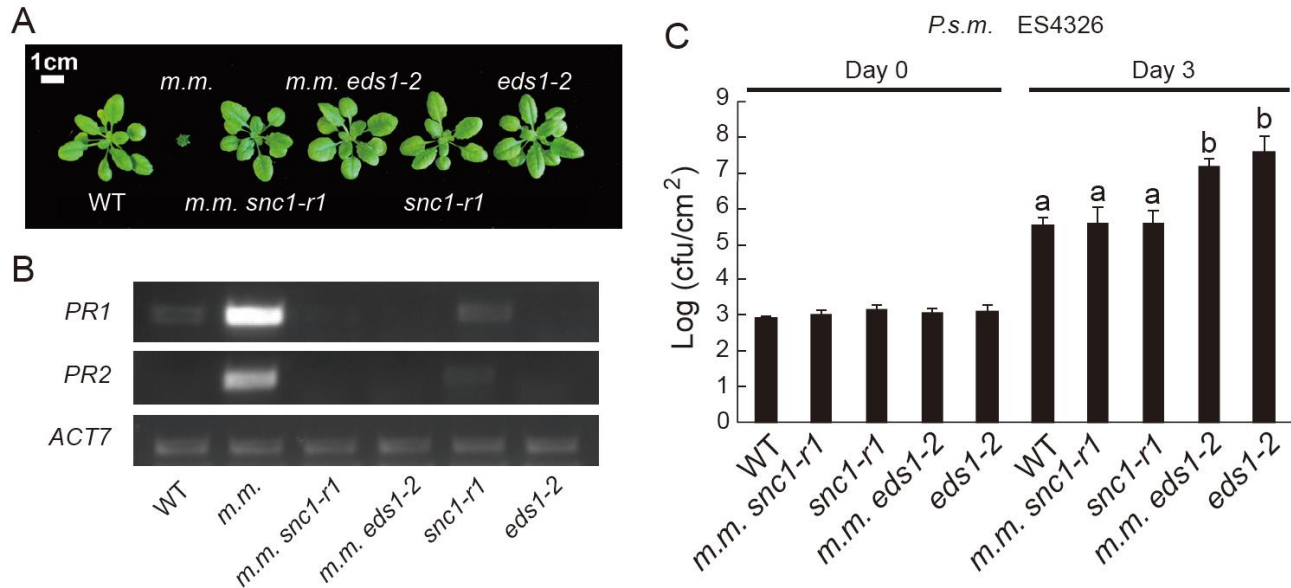 A
1cm
m.m.
m.m. eds1-2
eds1-2
WT
m.m. snc1-r1
snc1-r1
B
PR1
PR2
ACT7
WT
m.m.
m.m. snc1-r1
m.m. eds1-2
snc1-r1
eds1-2
C
P.s.m. ES4326
Day 0
Day 3
Log (cfu/cm²)
9
8
7
6
5
4
3
2
1
0
a
a
a
b
b
WT
m.m. snc1-r1
snc1-r1
m.m. eds1-2
eds1-2
WT
m.m. snc1-r1
snc1-r1
m.m. eds1-2
eds1-2